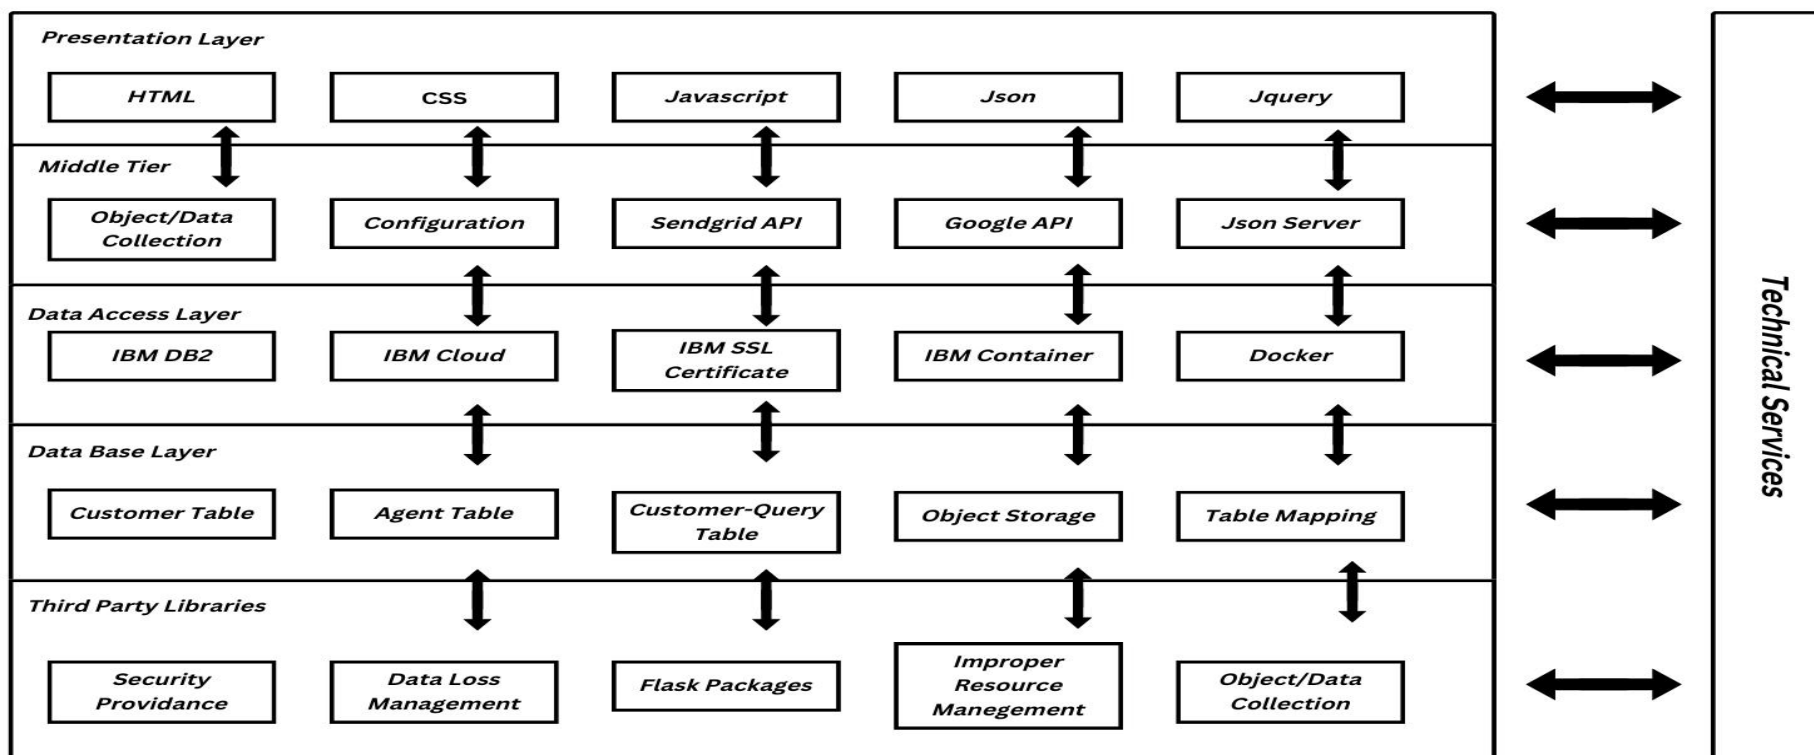 Presentation Layer
HTML
CSS
Javascript
Json
Jquery
Middle Tier
Object/Data
Collection
Configuration
Sendgrid API
Google API
Json Server
Data Access Layer
IBM DB2
IBM Cloud
IBM SSL
Certificate
IBM Container
Docker
Data Base Layer
Customer Table
Agent Table
Customer-Query
Table
Object Storage
Table Mapping
Third Party Libraries
Security
Providance
Data Loss
Management
Flask Packages
Improper
Resource
Manegement
Object/Data
Collection
Technical Services